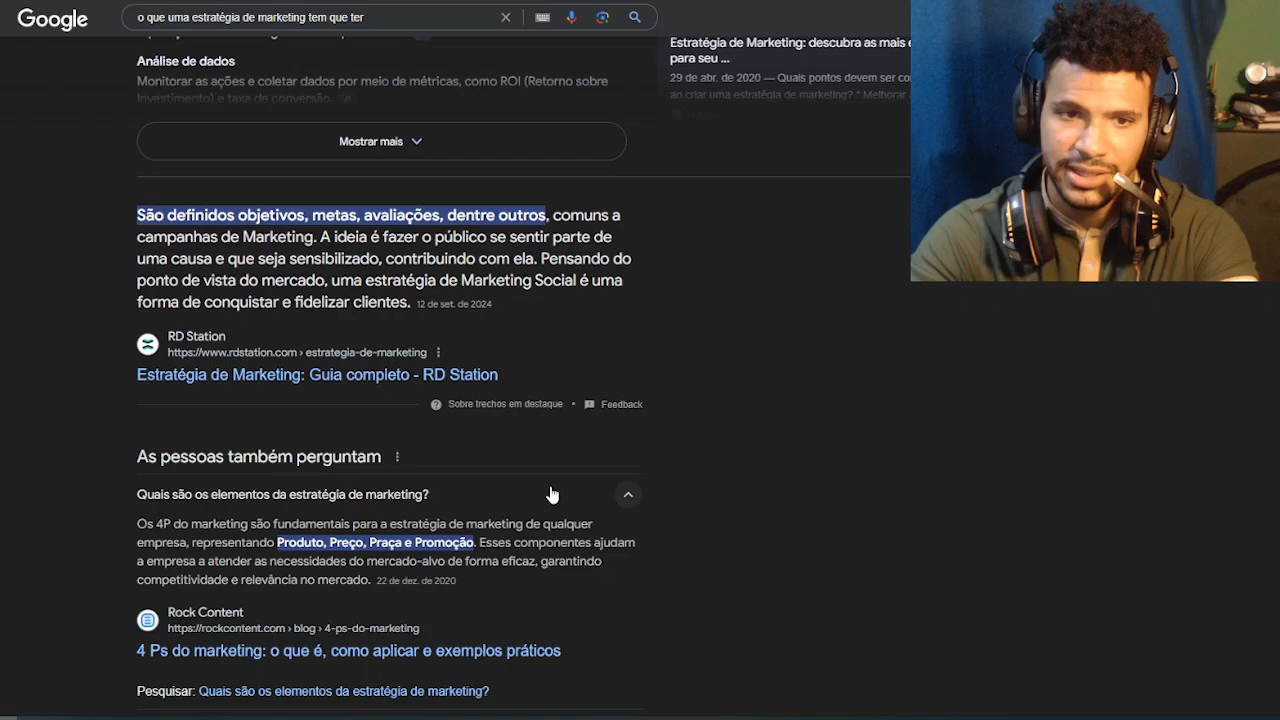 Google
o que uma estratégia de marketing tem que ter
Análise de dados
Monitorar as ações e coletar dados por meio de métricas, como ROI (Retorno sobre
Investimento) e taxa de conversão.
Mostrar mais
Estratégia de Marketing: descubra as mais e
para seu ...
29 de abr. de 2020 — Quais pontos devem ser co
ao criar uma estratégia de marketing? * Melhorar
São definidos objetivos, metas, avaliações, dentre outros, comuns a
campanhas de Marketing. A ideia é fazer o público se sentir parte de
uma causa e que seja sensibilizado, contribuindo com ela. Pensando do
ponto de vista do mercado, uma estratégia de Marketing Social é uma
forma de conquistar e fidelizar clientes. 12 de set. de 2024
RD Station
https://www.rdstation.com › estrategia-de-marketing
Estratégia de Marketing: Guia completo - RD Station
Sobre trechos em destaque • Feedback
As pessoas também perguntam
Quais são os elementos da estratégia de marketing?
Os 4P do marketing são fundamentais para a estratégia de marketing de qualquer
empresa, representando Produto, Preço, Praça e Promoção. Esses componentes ajudam
a empresa a atender as necessidades do mercado-alvo de forma eficaz, garantindo
competitividade e relevância no mercado. 22 de dez. de 2020
Rock Content
https://rockcontent.com › blog › 4-ps-do-marketing
4 Ps do marketing: o que é, como aplicar e exemplos práticos
Pesquisar: Quais são os elementos da estratégia de marketing?